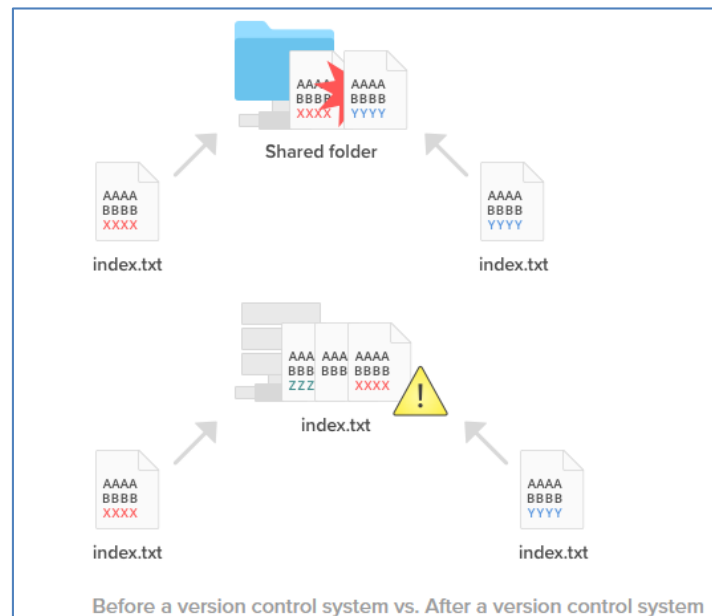 AAAA
BBBB
XXXX
AAAA
BBBB
YYYY
Shared folder
AAAA
BBBB
XXXX
index.txt
AAAA
BBBB
YYYY
index.txt
AAA
BBB
ZZZ
AAA
BBB
AAAA
BBBB
XXXX
!
index.txt
AAAA
BBBB
XXXX
index.txt
AAAA
BBBB
YYYY
index.txt
Before a version control system vs. After a version control system